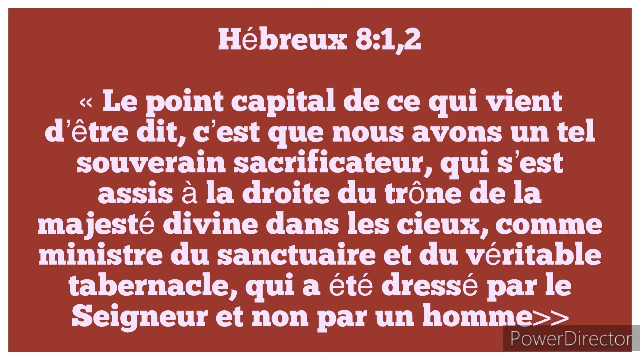 Hébreux 8:1,2
« Le point capital de ce qui vient
d’être dit, c’est que nous avons un tel
souverain sacrificateur, qui s’est
assis à la droite du trône de la
majesté divine dans les cieux, comme
ministre du sanctuaire et du véritable
tabernacle, qui a été dressé par le
Seigneur et non par un homme>>
PowerDirector